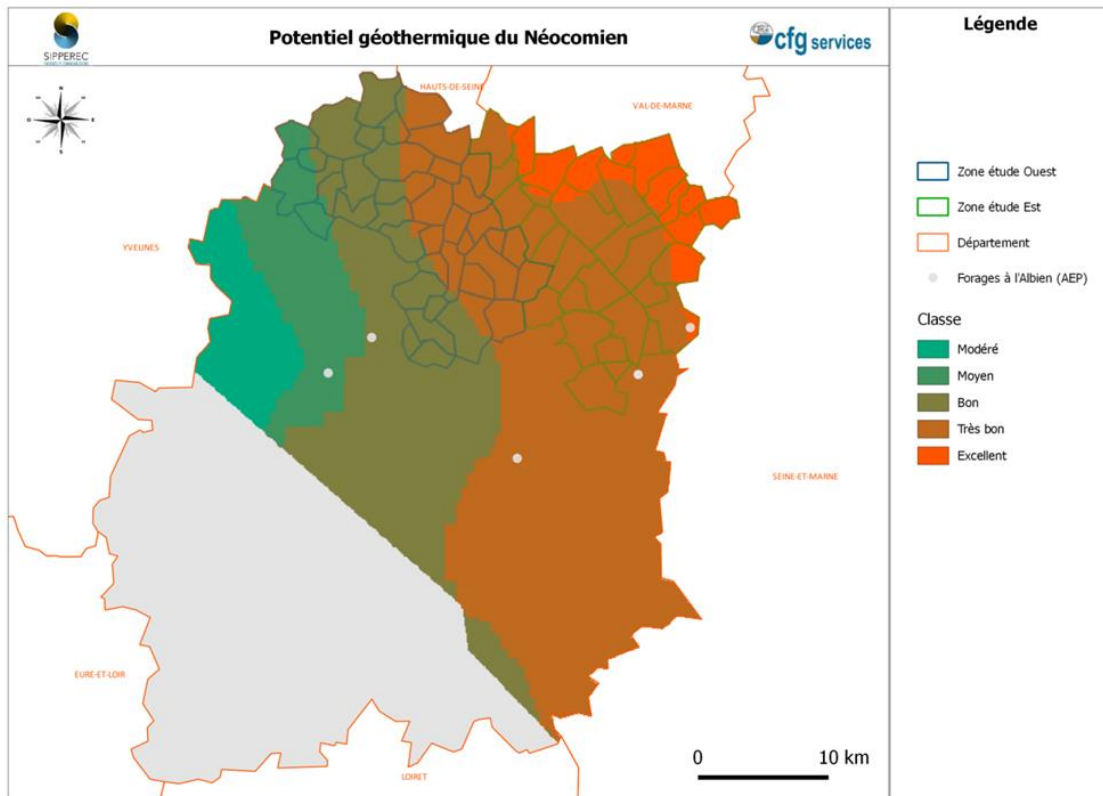 SIPPEREC
Potentiel géothermique du Néocomien
cfg services
Légende
N
E
S
O
HAUTS-DE-SEINE
VAL-DE-MARNE
YVELINES
SEINE-ET-MARNE
EURE-ET-LOIR
LOIRET
0 10 km
Zone étude Ouest
Zone étude Est
Département
Forages à l'Albien (AEP)
Classe
Modéré
Moyen
Bon
Très bon
Excellent